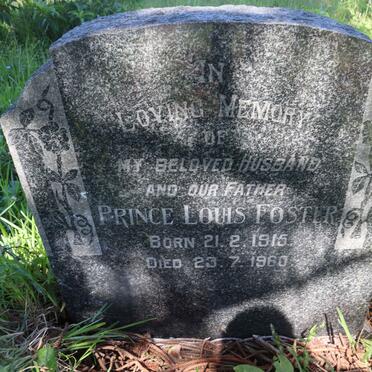 IN
LOVING MEMORY
OF
MY BELOVED HUSBAND
AND OUR FATHER
PRINCE LOUIS FOSTER
BORN 21. 2. 1915
DIED 23. 7. 1960